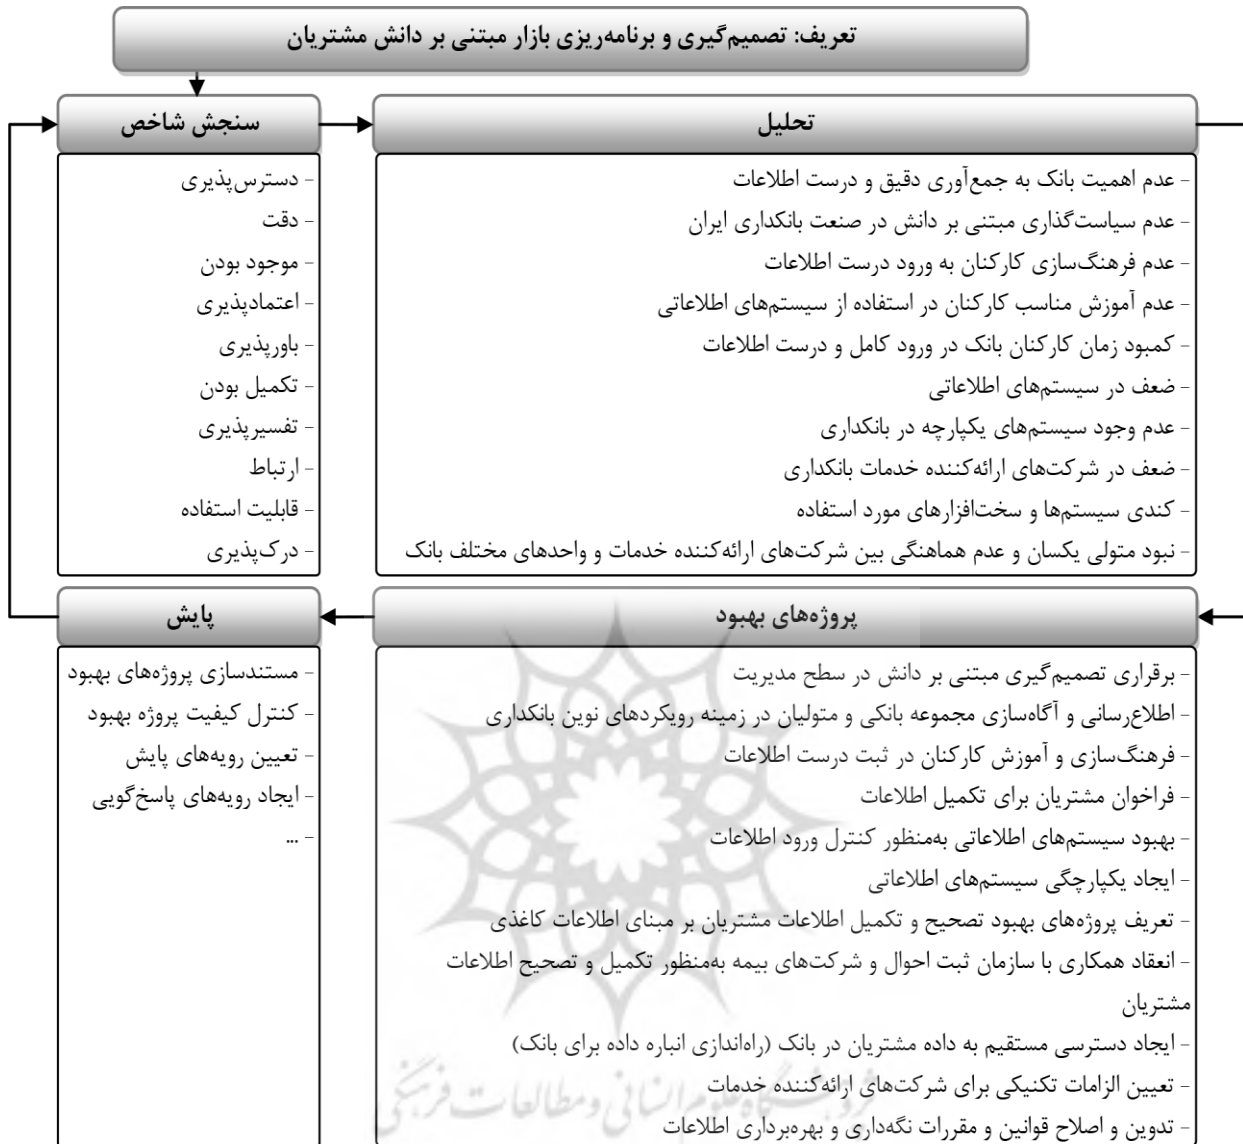 تعریف: تصمیم‌گیری و برنامه‌ریزی بازار مبتنی بر دانش مشتریان
سنجش شاخص
- دسترس‌پذیری
- دقت
- موجود بودن
- اعتمادپذیری
- باورپذیری
- تکمیل بودن
- تفسیرپذیری
- ارتباط
- قابلیت استفاده
- درک‌پذیری
تحلیل
- عدم اهمیت بانک به جمع‌آوری دقیق و درست اطلاعات
- عدم سیاست‌گذاری مبتنی بر دانش در صنعت بانکداری ایران
- عدم فرهنگ‌سازی کارکنان به ورود درست اطلاعات
- عدم آموزش مناسب کارکنان در استفاده از سیستم‌های اطلاعاتی
- کمبود زمان کارکنان بانک در ورود کامل و درست اطلاعات
- ضعف در سیستم‌های اطلاعاتی
- عدم وجود سیستم‌های یکپارچه در بانکداری
- ضعف در شرکت‌های ارائه‌کننده خدمات بانکداری
- کندی سیستم‌ها و سخت‌افزارهای مورد استفاده
- نبود متولی یکسان و عدم هماهنگی بین شرکت‌های ارائه‌کننده خدمات و واحدهای مختلف بانک
پروژه‌های بهبود
- برقراری تصمیم‌گیری مبتنی بر دانش در سطح مدیریت
- اطلاع‌رسانی و آگاه‌سازی مجموعه بانکی و متولیان در زمینه رویکردهای نوین بانکداری
- فرهنگ‌سازی و آموزش کارکنان در ثبت درست اطلاعات
- فراخوان مشتریان برای تکمیل اطلاعات
- بهبود سیستم‌های اطلاعاتی به‌منظور کنترل ورود اطلاعات
- ایجاد یکپارچگی سیستم‌های اطلاعاتی
- تعریف پروژه‌های بهبود تصحیح و تکمیل اطلاعات مشتریان بر مبنای اطلاعات کاغذی
- انعقاد همکاری با سازمان ثبت احوال و شرکت‌های بیمه به‌منظور تکمیل و تصحیح اطلاعات
مشتریان
- ایجاد دسترسی مستقیم به داده مشتریان در بانک (راه‌اندازی انباره داده برای بانک)
- تعیین الزامات تکنیکی برای شرکت‌های ارائه‌کننده خدمات
- تدوین و اصلاح قوانین و مقررات نگه‌داری و بهره‌برداری اطلاعات
پایش
- مستندسازی پروژه‌های بهبود
- کنترل کیفیت پروژه بهبود
- تعیین رویه‌های پایش
- ایجاد رویه‌های پاسخ‌گویی
- ...
پژوهشگاه علوم انسانی و مطالعات فرهنگی